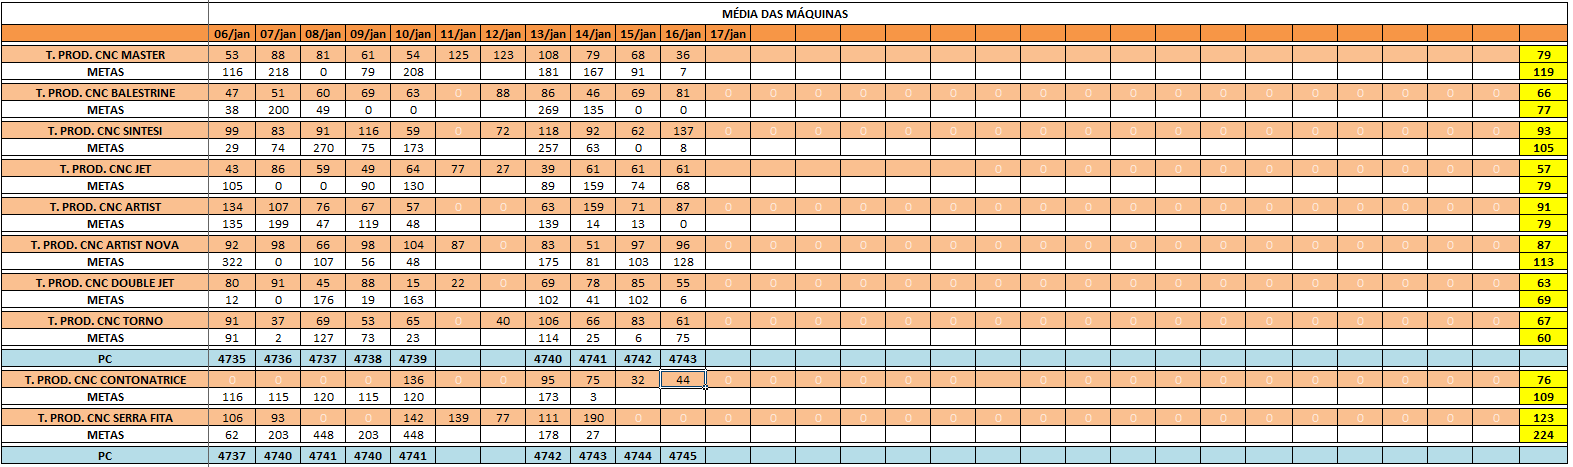 MÉDIA DAS MÁQUINAS
06/jan 07/jan 08/jan 09/jan 10/jan 11/jan 12/jan 13/jan 14/jan 15/jan 16/jan 17/jan
T. PROD. CNC MASTER 53 88 81 61 54 125 123 108 79 68 36 79
METAS 116 218 0 79 208 181 167 91 7 119
T. PROD. CNC BALESTRINE 47 51 60 69 63 0 88 86 46 69 81 0 0 0 0 0 0 0 0 0 0 0 0 0 0 0 0 0 0 66
METAS 38 200 49 0 0 269 135 0 0 77
T. PROD. CNC SINTESI 99 83 91 116 59 0 72 118 92 62 137 0 0 0 0 0 0 0 0 0 0 0 0 0 0 0 0 0 0 93
METAS 29 74 270 75 173 257 63 0 8 105
T. PROD. CNC JET 43 86 59 49 64 77 27 39 61 61 61 0 0 0 0 0 0 0 0 0 0 0 0 57
METAS 105 0 0 90 130 89 159 74 68 79
T. PROD. CNC ARTIST 134 107 76 67 57 0 0 63 159 71 87 0 0 0 0 0 0 0 0 0 0 0 0 0 0 0 0 0 0 91
METAS 135 199 47 119 48 139 14 13 0 79
T. PROD. CNC ARTIST NOVA 92 98 66 98 104 87 0 83 51 97 96 0 0 0 0 0 0 0 0 0 0 0 0 0 0 0 0 0 0 87
METAS 322 0 107 56 48 175 81 103 128 113
T. PROD. CNC DOUBLE JET 80 91 45 88 15 22 0 69 78 85 55 0 0 0 0 0 0 0 0 0 0 0 0 0 0 0 0 0 0 63
METAS 12 0 176 19 163 102 41 102 6 69
T. PROD. CNC TORNO 91 37 69 53 65 0 40 106 66 83 61 0 0 0 0 0 0 0 0 0 0 0 0 0 0 0 0 0 0 67
METAS 91 2 127 73 23 114 25 6 75 60
PC 4735 4736 4737 4738 4739 4740 4741 4742 4743
T. PROD. CNC CONTONATRICE 0 0 0 0 136 0 0 95 75 32 44 0 0 0 0 0 0 0 0 0 0 0 0 0 0 0 0 0 76
METAS 116 115 120 115 120 173 3 109
T. PROD. CNC SERRA FITA 106 93 0 0 142 139 77 111 190 0 0 0 0 0 0 0 0 0 0 0 0 0 0 0 0 0 0 0 0 123
METAS 62 203 448 203 448 178 27 224
PC 4737 4740 4741 4740 4741 4742 4743 4744 4745